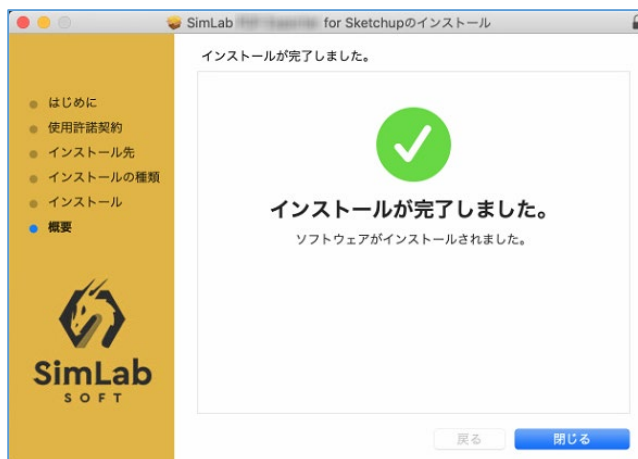 SimLab for Sketchupのインストール
インストールが完了しました。
はじめに
使用許諾契約
インストール先
インストールの種類
インストール
概要
インストールが完了しました。
ソフトウェアがインストールされました。
SimLab
SOFT
戻る
閉じる